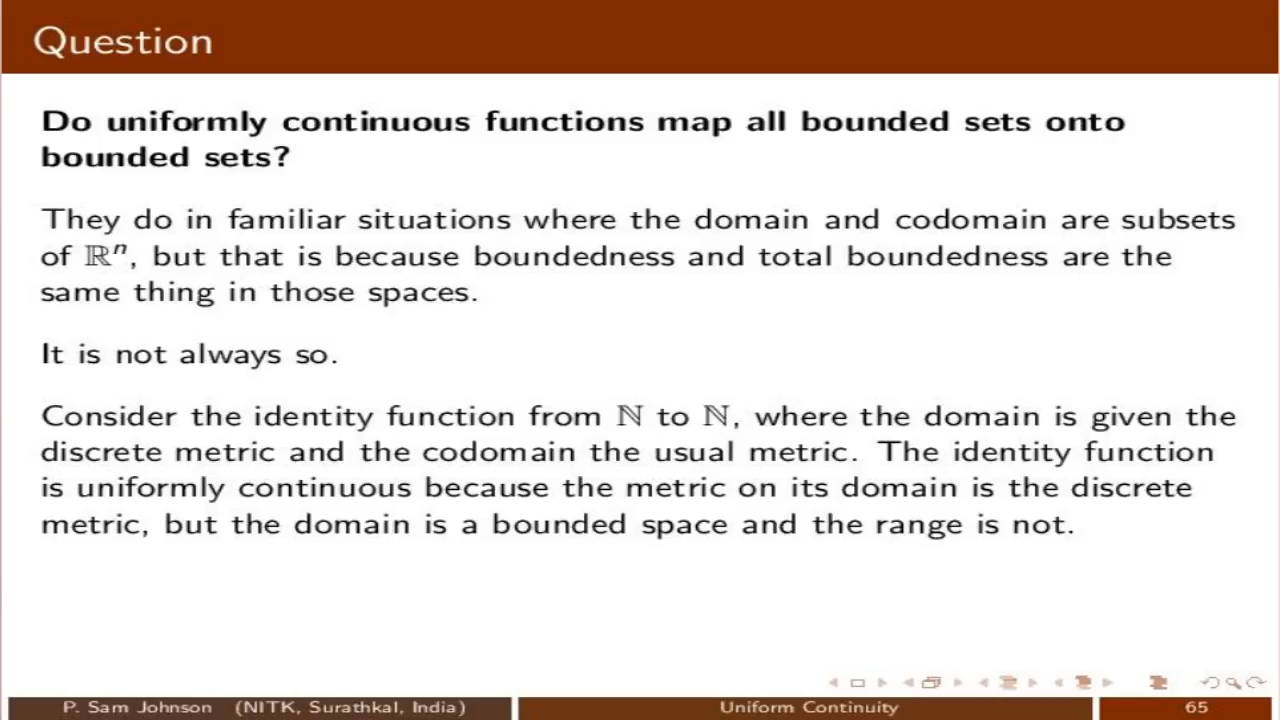 Question
Do uniformly continuous functions map all bounded sets onto
bounded sets?
They do in familiar situations where the domain and codomain are subsets
of ℝⁿ, but that is because boundedness and total boundedness are the
same thing in those spaces.
It is not always so.
Consider the identity function from ℕ to ℕ, where the domain is given the
discrete metric and the codomain the usual metric. The identity function
is uniformly continuous because the metric on its domain is the discrete
metric, but the domain is a bounded space and the range is not.
P. Sam Johnson (NITK, Surathkal, India) Uniform Continuity 65